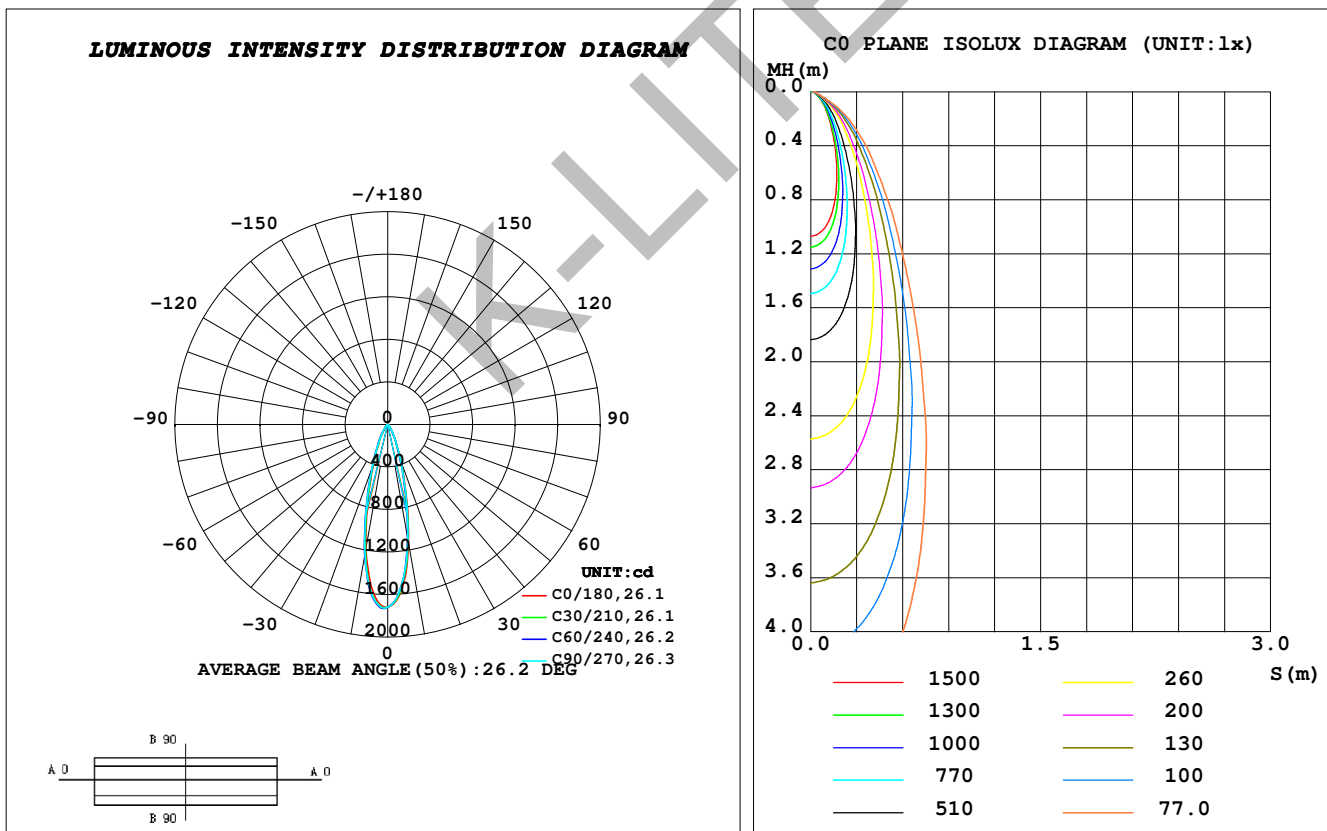 LUMINOUS INTENSITY DISTRIBUTION DIAGRAM
-/+180
-150
150
-120
120
-90
90
-60
60
-30
30
0
0
400
800
1200
1600
2000
UNIT:cd
C0/180,26.1
C30/210,26.1
C60/240,26.2
C90/270,26.3
AVERAGE BEAM ANGLE(50%):26.2 DEG
B 90
A 0
A 0
B 90
C0 PLANE ISOLUX DIAGRAM (UNIT:lx)
MH(m)
0.0
0.4
0.8
1.2
1.6
2.0
2.4
2.8
3.2
3.6
4.0
0.0
1.5
3.0
S(m)
1500
1300
1000
770
510
260
200
130
100
77.0
K-LITE